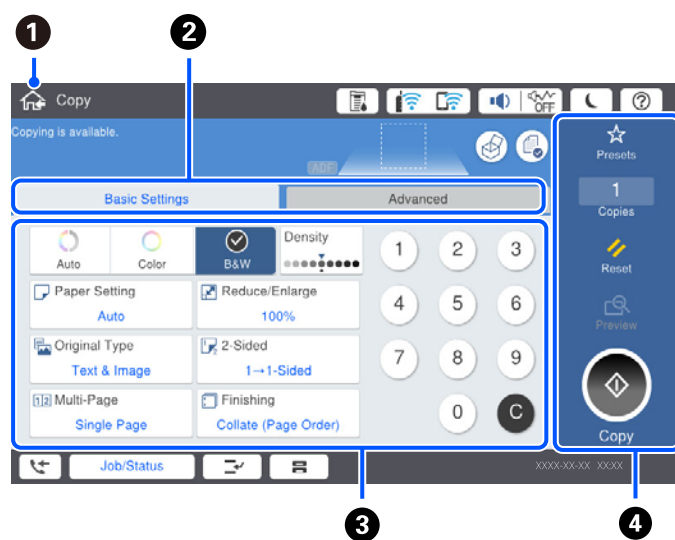 1
2
Copy
OFF
?
Copying is available.
ADF
Presets
Basic Settings
Advanced
1
Copies
Auto
Color
B&W
Density
1
2
3
Reset
Paper Setting
Auto
Reduce/Enlarge
100%
4
5
6
Preview
Original Type
Text & Image
2-Sided
1→1-Sided
7
8
9
Multi-Page
Single Page
Finishing
Collate (Page Order)
0
C
Copy
Job/Status
XXXX-XX-XX XX:XX
3
4